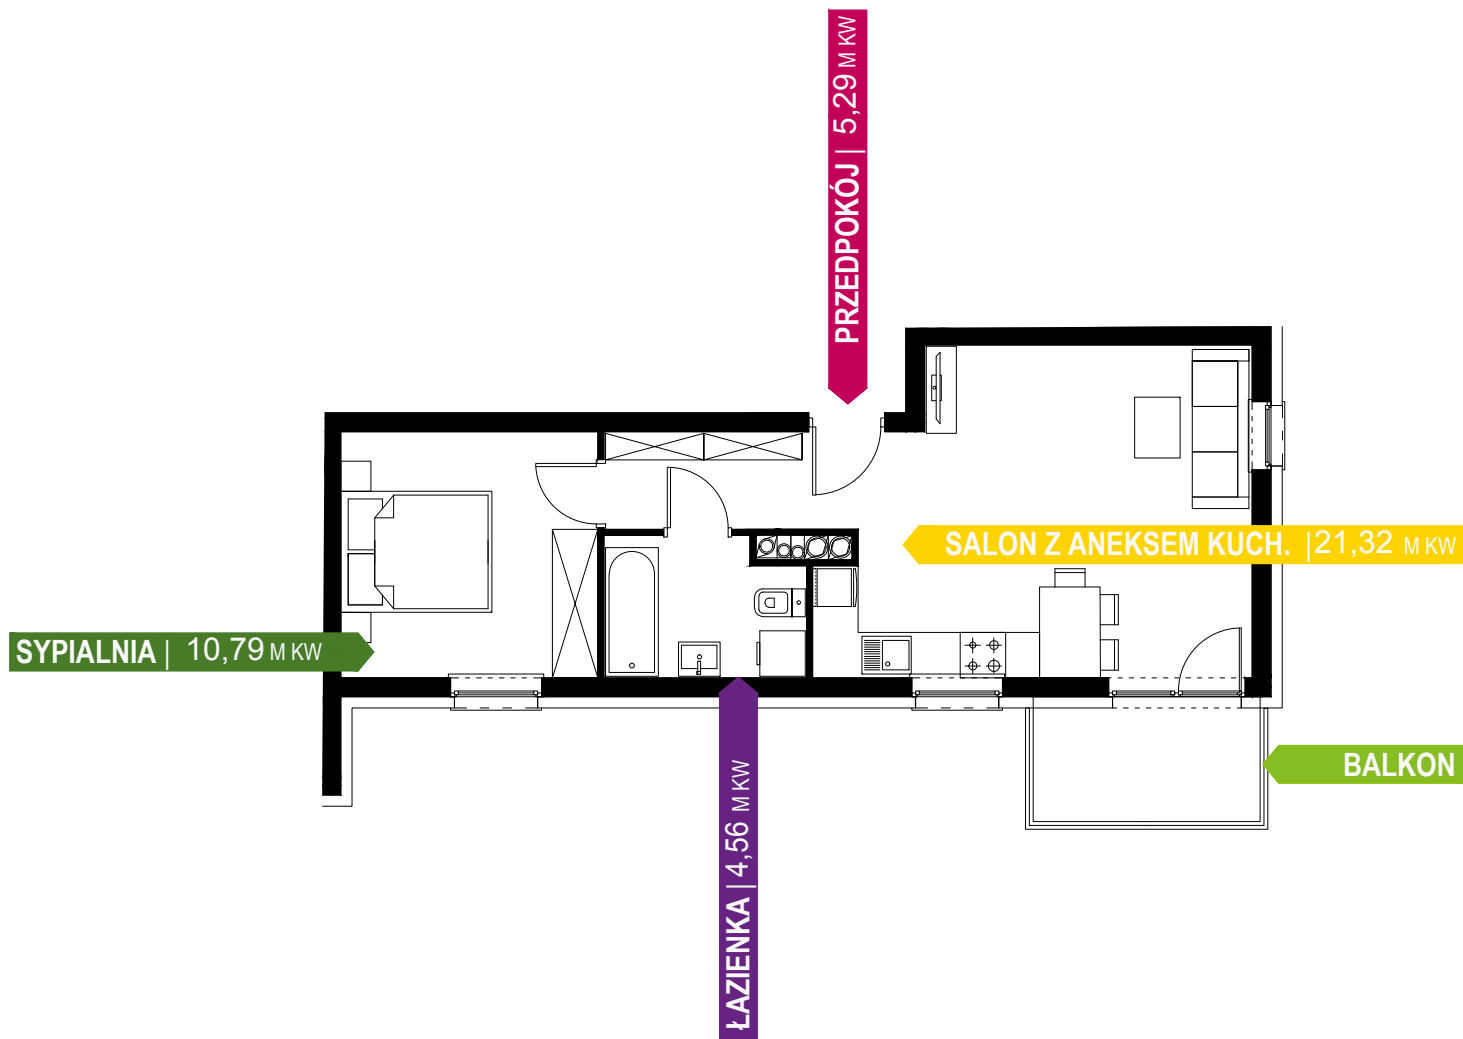 PRZEDPOKÓJ | 5,29 M KW
SALON Z ANEKSEM KUCH. | 21,32 M KW
SYPIALNIA | 10,79 M KW
BALKON
ŁAZIENKA | 4,56 M KW